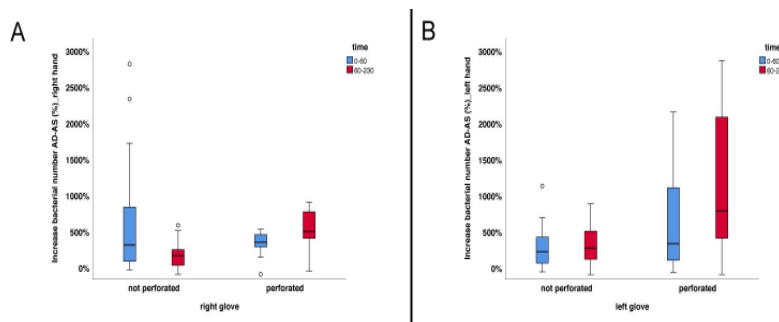 A
Increase bacterial number AD-AS (%)_right hand
3000%
2500%
2000%
1500%
1000%
500%
0%
not perforated
perforated
right glove
time
0-60
60-230
B
Increase bacterial number AD-AS (%)_left hand
3000%
2500%
2000%
1500%
1000%
500%
0%
not perforated
perforated
left glove
time
0-60
60-2